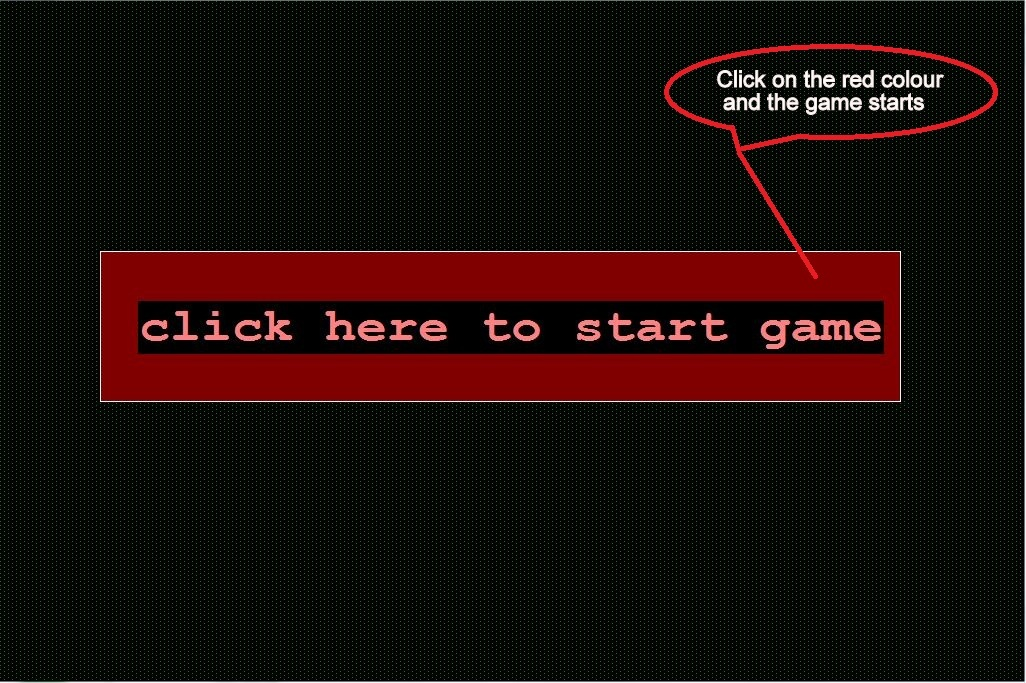 Click on the red colour
and the game starts
click here to start game